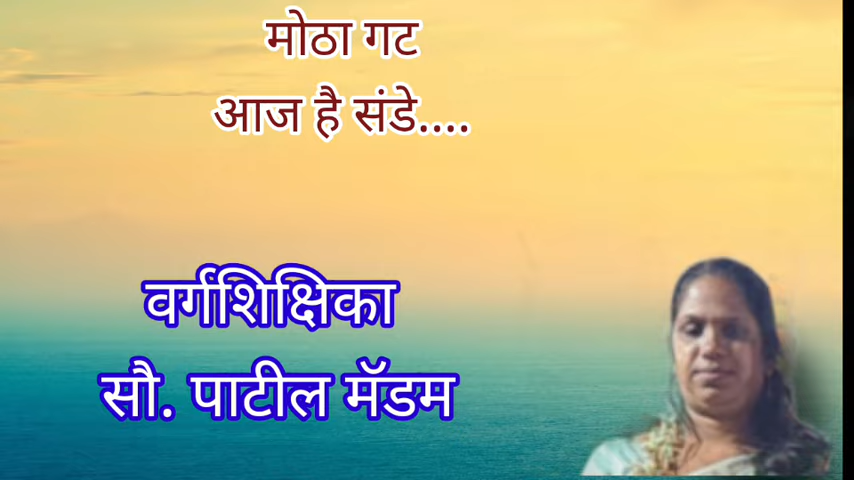 मोठा गट
आज है संडे....
वर्गशिक्षिका
सौ. पाटील मॅडम